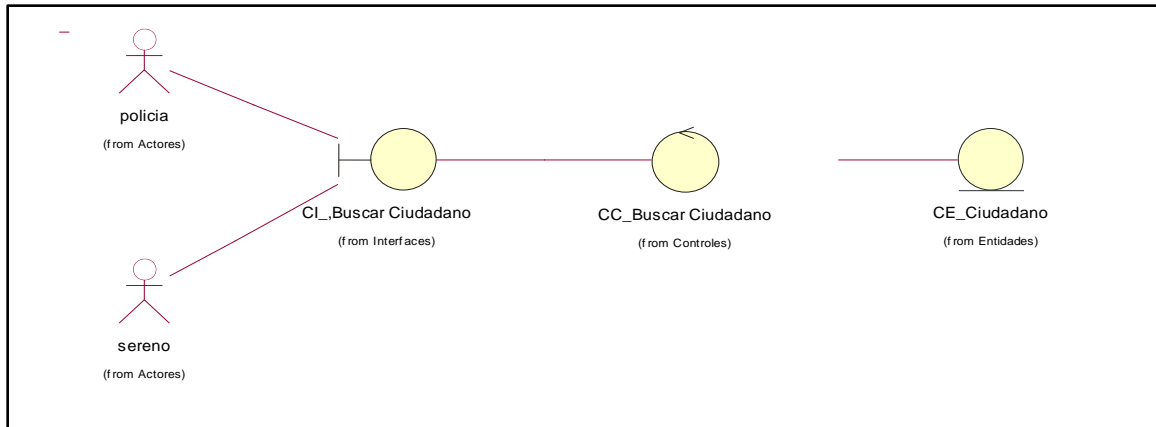 policia
(from Actores)
CI_,Buscar Ciudadano
(from Interfaces)
CC_Buscar Ciudadano
(from Controles)
CE_Ciudadano
(from Entidades)
sereno
(from Actores)